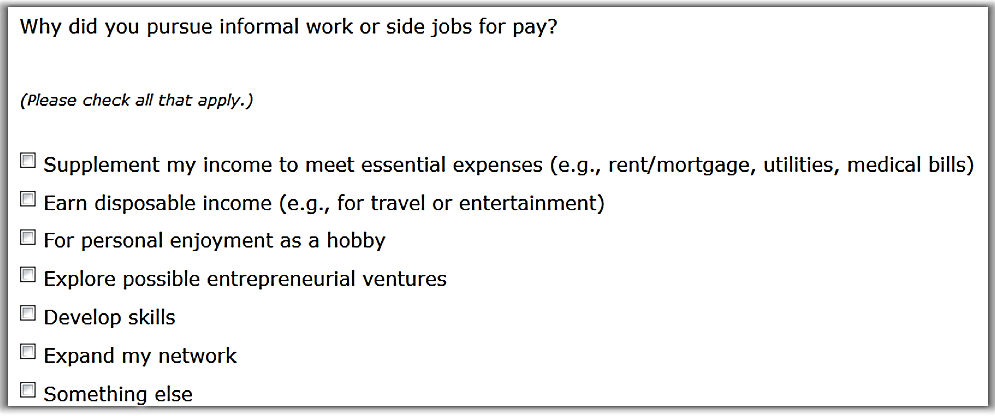 Why did you pursue informal work or side jobs for pay?
(Please check all that apply.)
Supplement my income to meet essential expenses (e.g., rent/mortgage, utilities, medical bills)
Earn disposable income (e.g., for travel or entertainment)
For personal enjoyment as a hobby
Explore possible entrepreneurial ventures
Develop skills
Expand my network
Something else